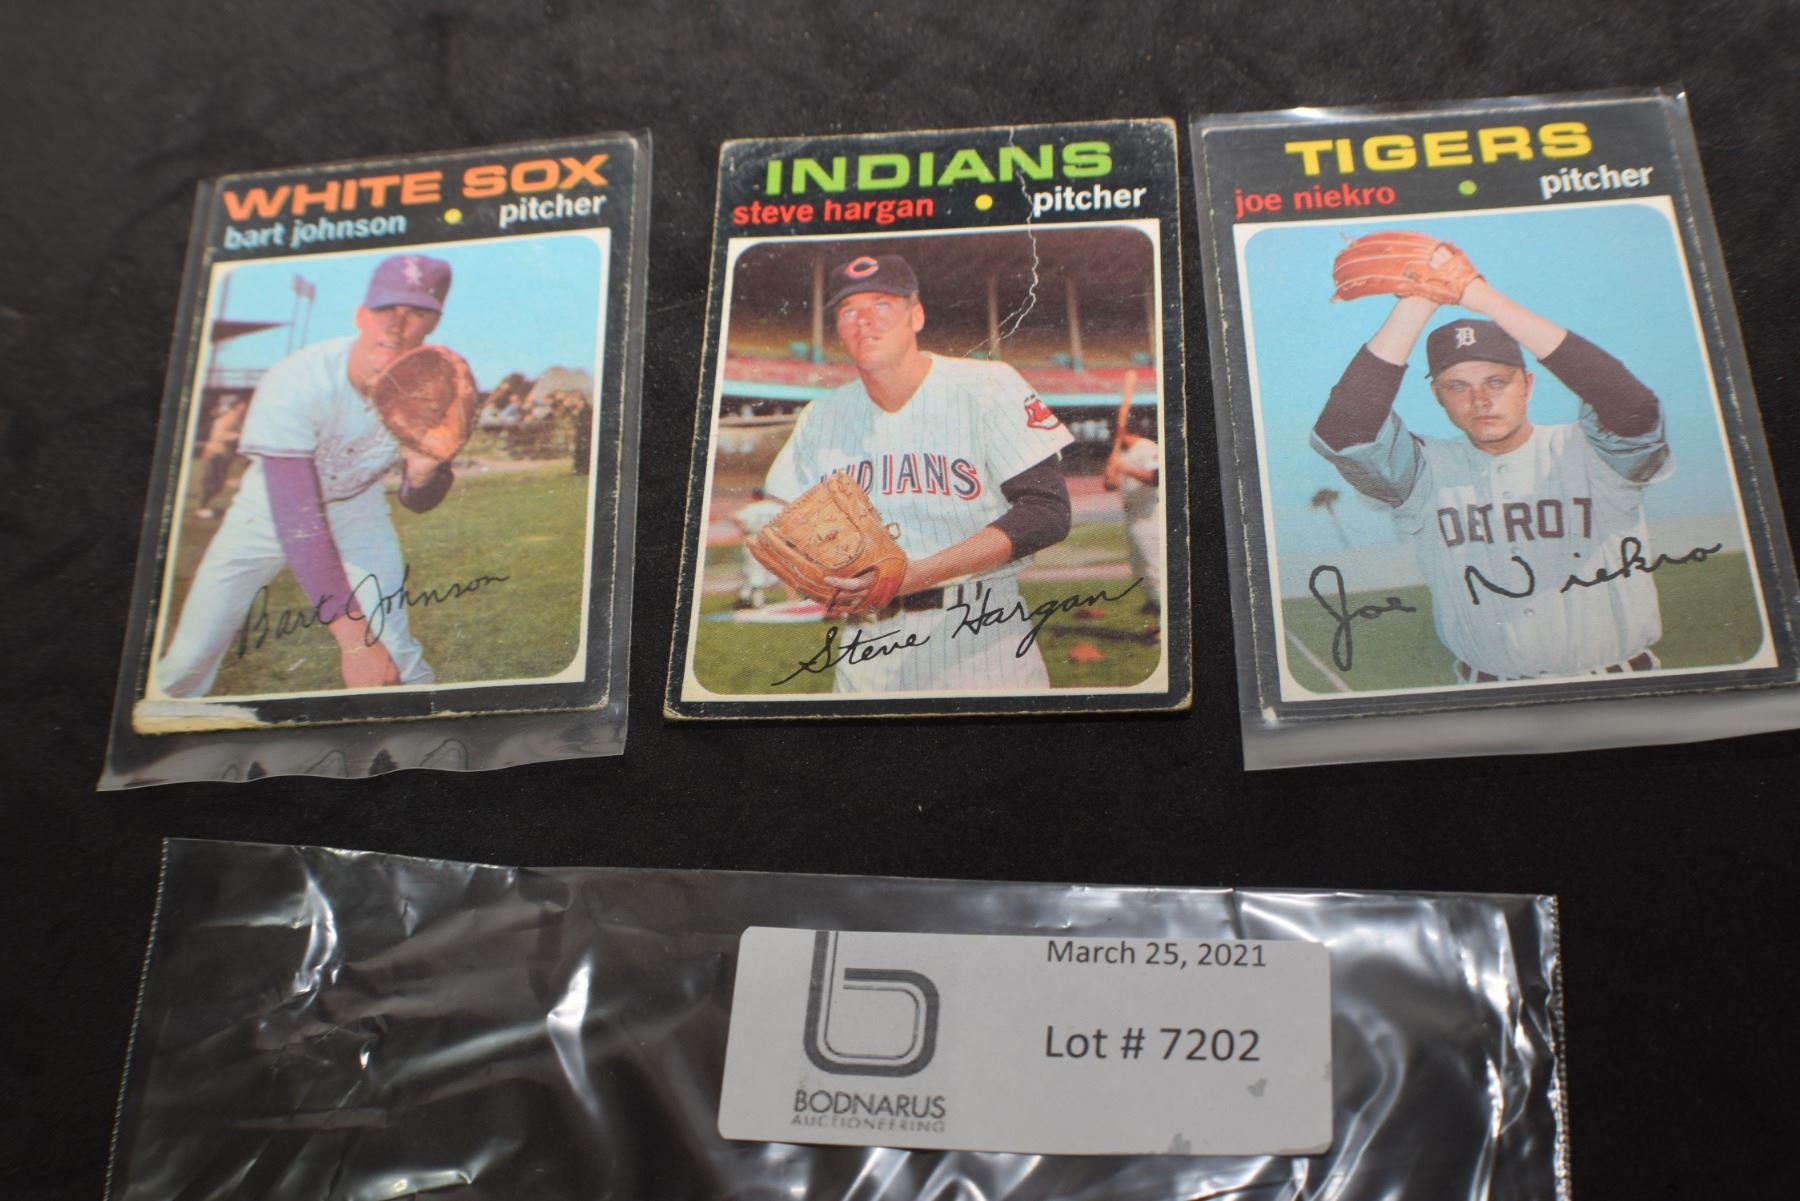 WHITE SOX
bart johnson • pitcher
Bart Johnson
INDIANS
steve hargan • pitcher
C
INDIANS
Steve Hargan
TIGERS
joe niekro • pitcher
D
DETROIT
Joe Niekro
March 25, 2021
Lot # 7202
b
BODNARUS
AUCTIONEERING